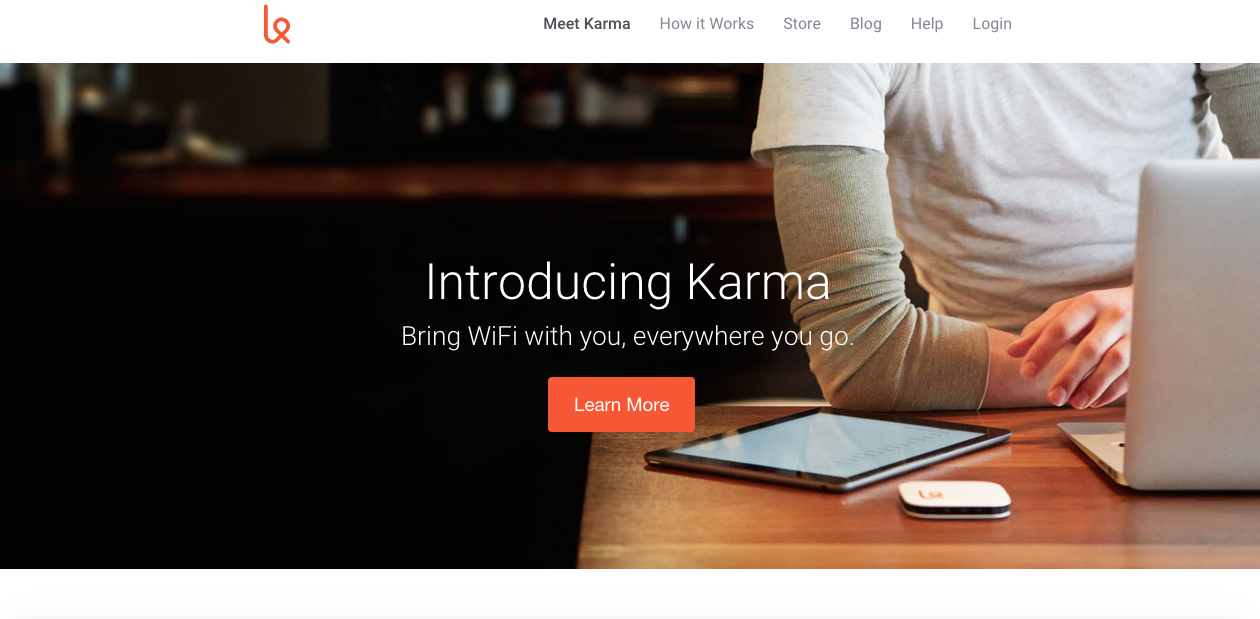 Meet Karma How it Works Store Blog Help Login
Introducing Karma
Bring WiFi with you, everywhere you go.
Learn More